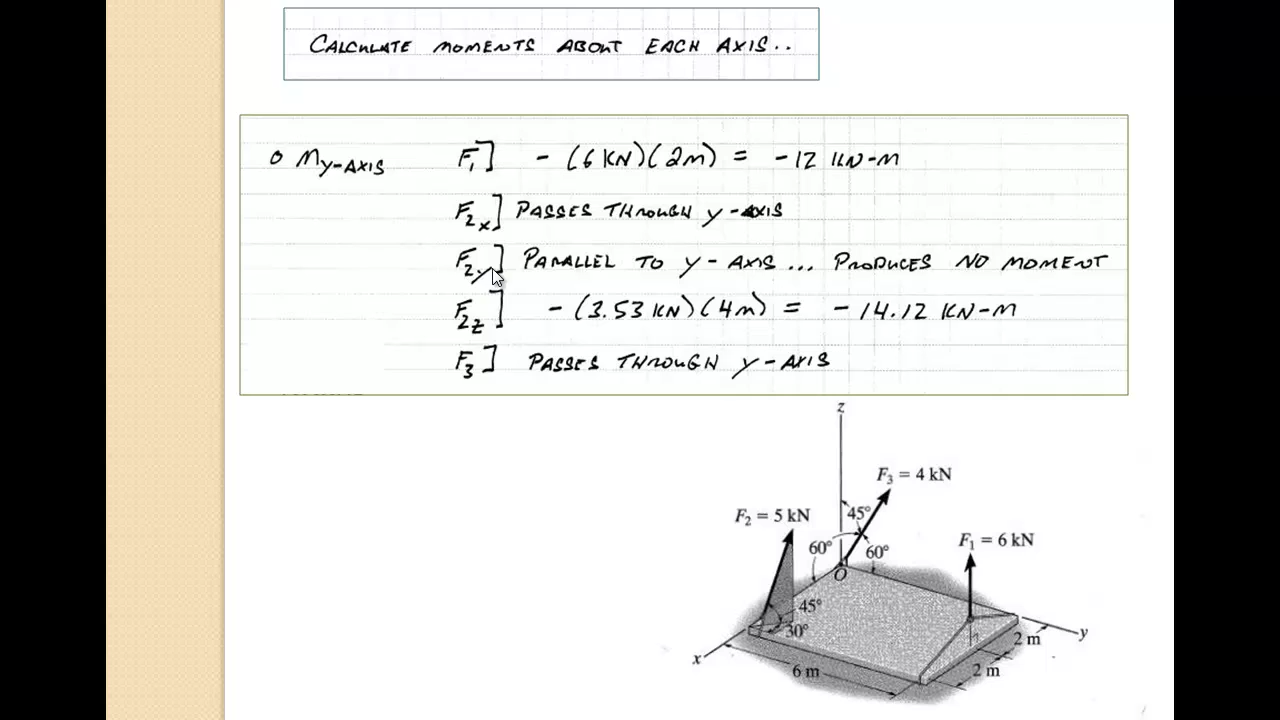 CALCULATE MOMENTS ABOUT EACH AXIS..
o My-AXIS F1] - (6 KN)(2m) = -12 KN-m
F2x] PASSES THROUGH y-AXIS
F2y] PARALLEL TO y-AXIS ... PRODUCES NO MOMENT
F2z] - (3.53 KN)(4m) = -14.12 KN-m
F3] PASSES THROUGH y-AXIS
z
F3 = 4 kN
F2 = 5 kN
45°
F1 = 6 kN
60°
60°
O
45°
30°
y
2 m
x
6 m
2 m